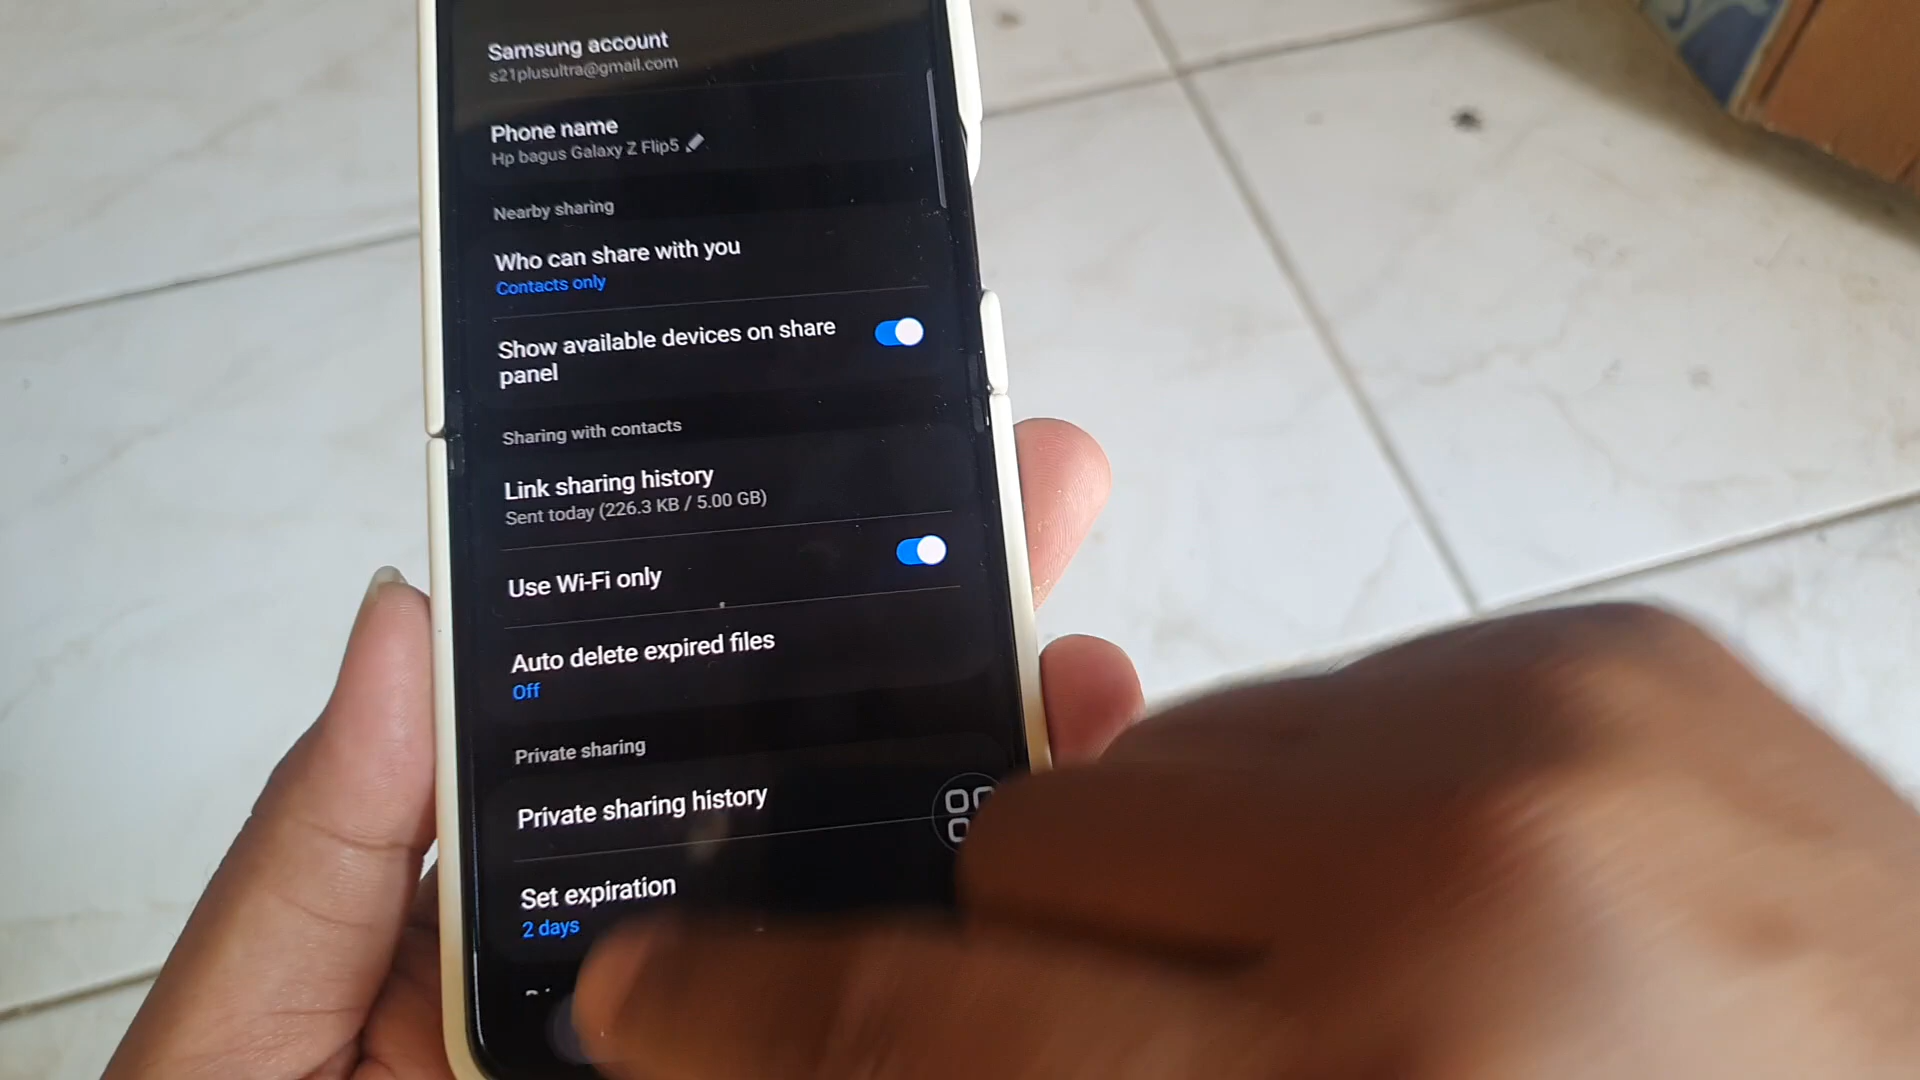 Samsung account
s21plusultra@gmail.com
Phone name
Hp bagus Galaxy Z Flip5
Nearby sharing
Who can share with you
Contacts only
Show available devices on share
panel
Sharing with contacts
Link sharing history
Sent today (226.3 KB / 5.00 GB)
Use Wi-Fi only
Auto delete expired files
Off
Private sharing
Private sharing history
Set expiration
2 days